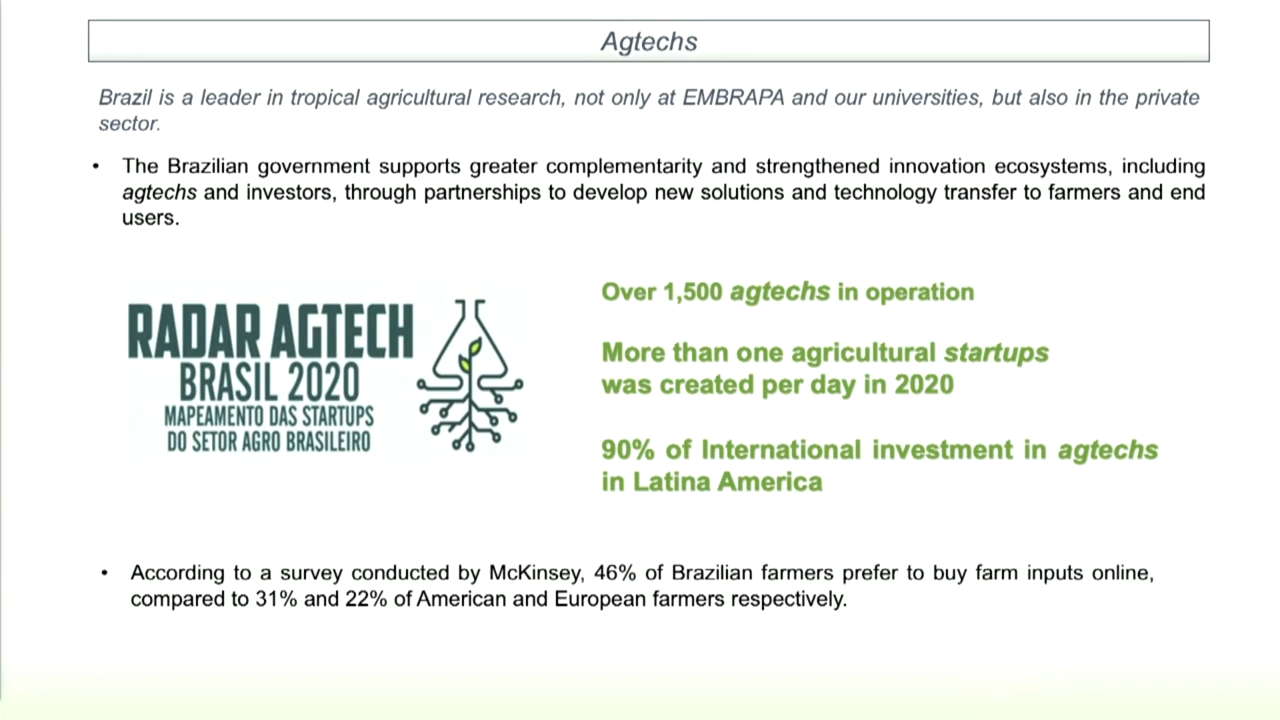 Agtechs
Brazil is a leader in tropical agricultural research, not only at EMBRAPA and our universities, but also in the private
sector.
• The Brazilian government supports greater complementarity and strengthened innovation ecosystems, including
agtechs and investors, through partnerships to develop new solutions and technology transfer to farmers and end
users.
RADAR AGTECH
BRASIL 2020
MAPEAMENTO DAS STARTUPS
DO SETOR AGRO BRASILEIRO
Over 1,500 agtechs in operation
More than one agricultural startups
was created per day in 2020
90% of International investment in agtechs
in Latina America
• According to a survey conducted by McKinsey, 46% of Brazilian farmers prefer to buy farm inputs online,
compared to 31% and 22% of American and European farmers respectively.